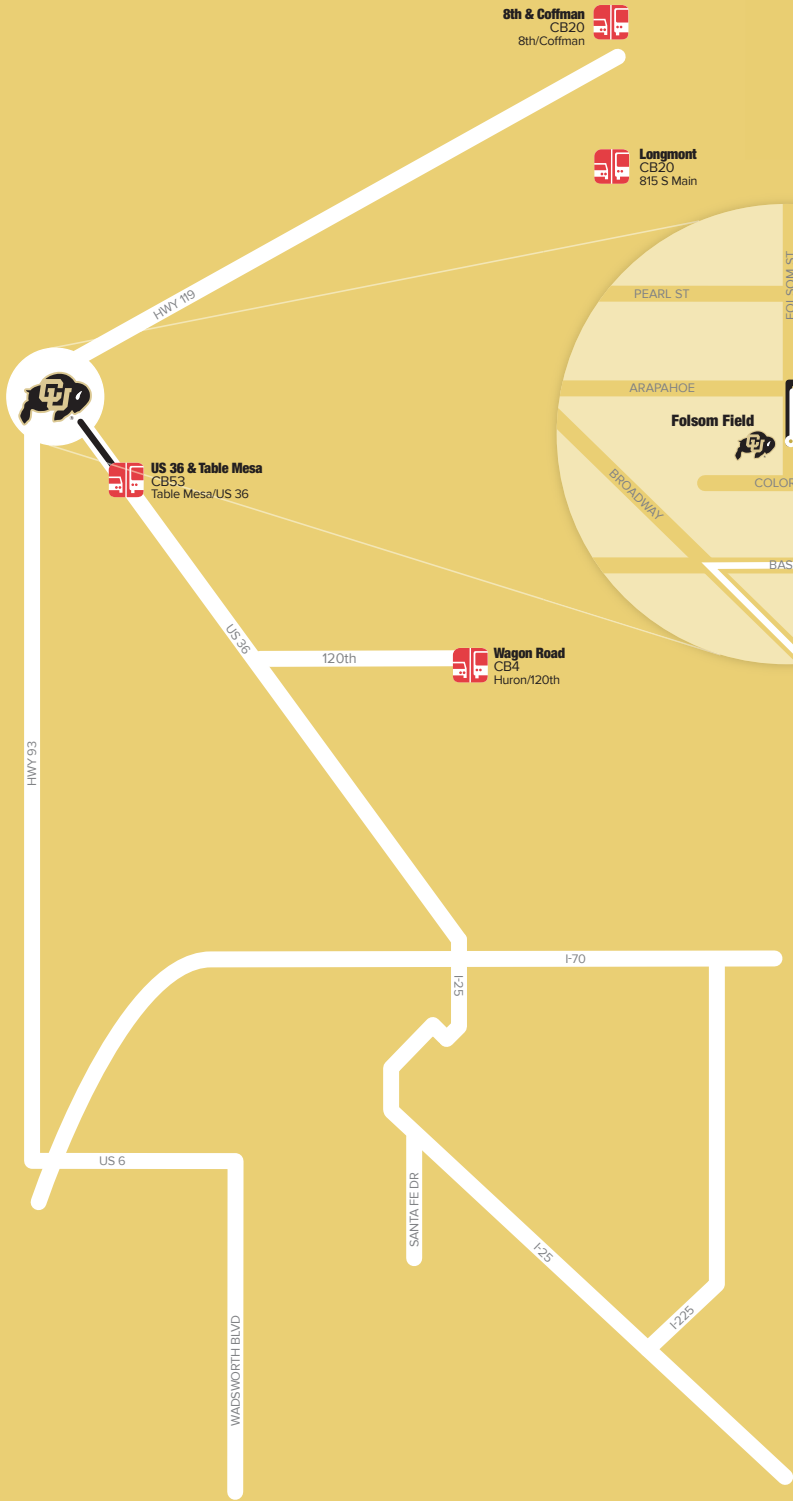 8th & Coffman
CB20
8th/Coffman
Longmont
CB20
815 S Main
HWY 119
FOLSOM ST
PEARL ST
ARAPAHOE
Folsom Field
CU
CU
COLOR
BROADWAY
BAS
US 36 & Table Mesa
CB53
Table Mesa/US 36
US 36
120th
Wagon Road
CB4
Huron/120th
HWY 93
I-70
I-25
US 6
SANTA FE DR
I-25
I-225
WADSWORTH BLVD